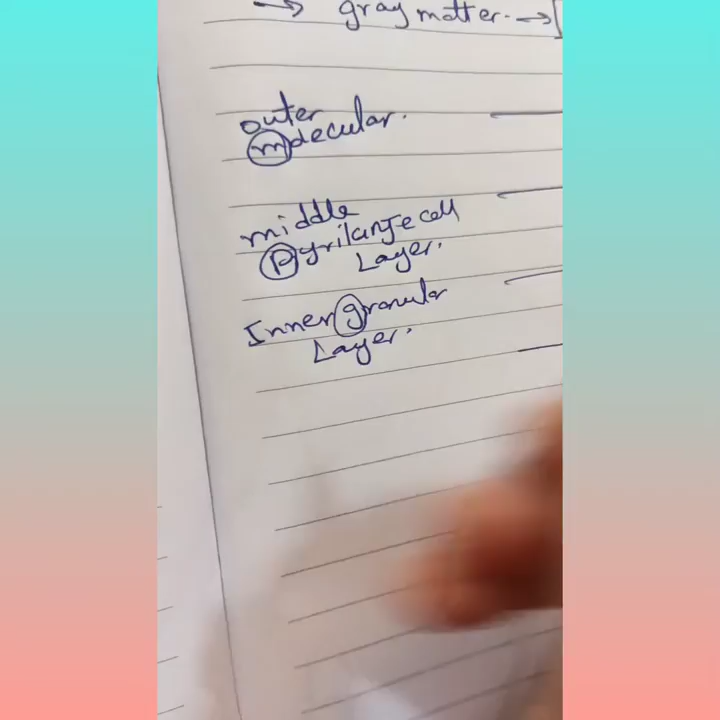 → gray matter. →
outer
molecular.
middle
Pyrilanje cell
Layer.
Inner granular
Layer.